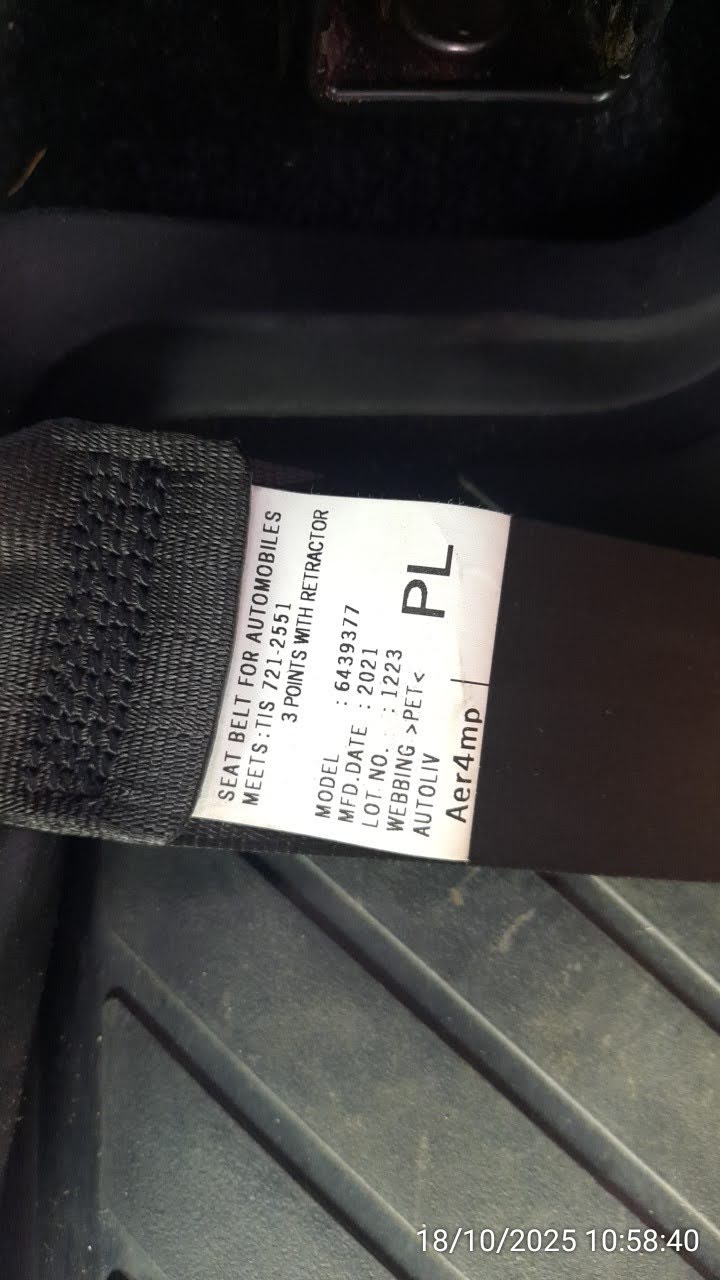 SEAT BELT FOR AUTOMOBILES
MEETS : TIS 721-2551
3 POINTS WITH RETRACTOR
MODEL : 6439377
MFD.DATE : 2021
LOT.NO. : 1223
WEBBING >PET<
AUTOLIV
PL
Aer4mp
18/10/2025 10:58:40